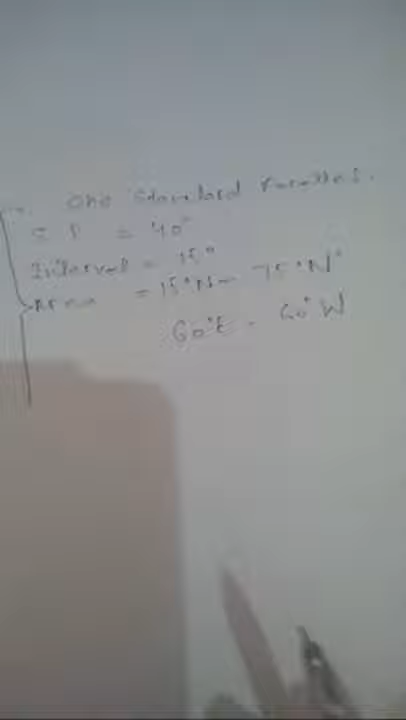 One Standard Parallel.
S P = 40°
Interval = 15°
Area = 15°N - 75°N
60°E - 60°W